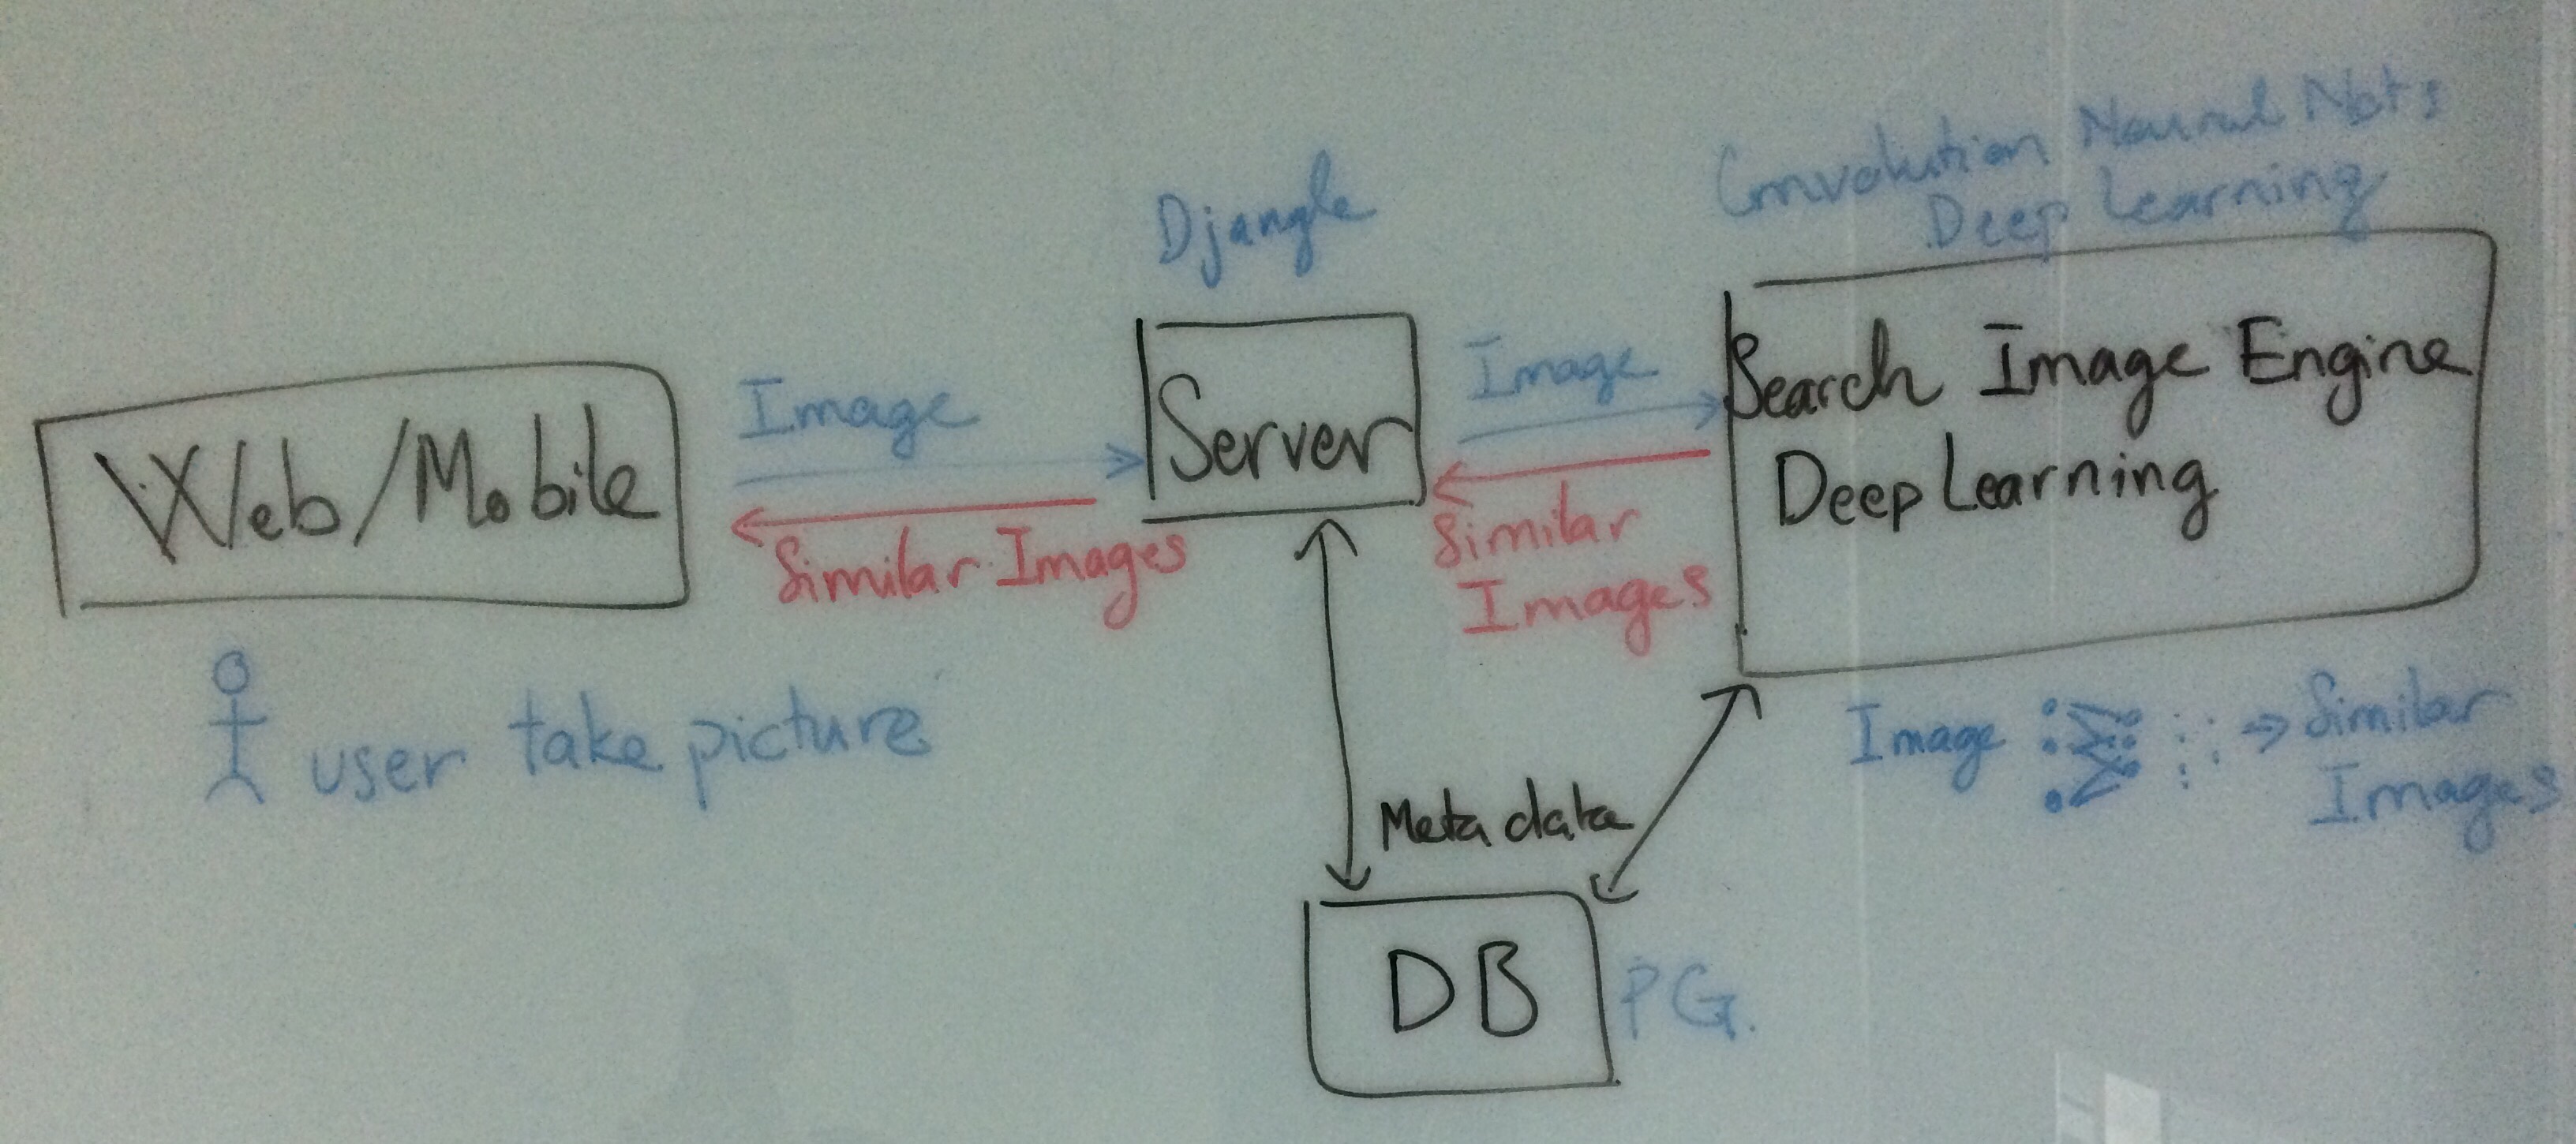 Convolution Neural Nets
Deep Learning
Djangle
Image
Search Image Engine
Deep Learning
Image
Server
Web/Mobile
Similar Images
Similar
Images
user take picture
Image
Similar
Images
Meta data
DB
PG.